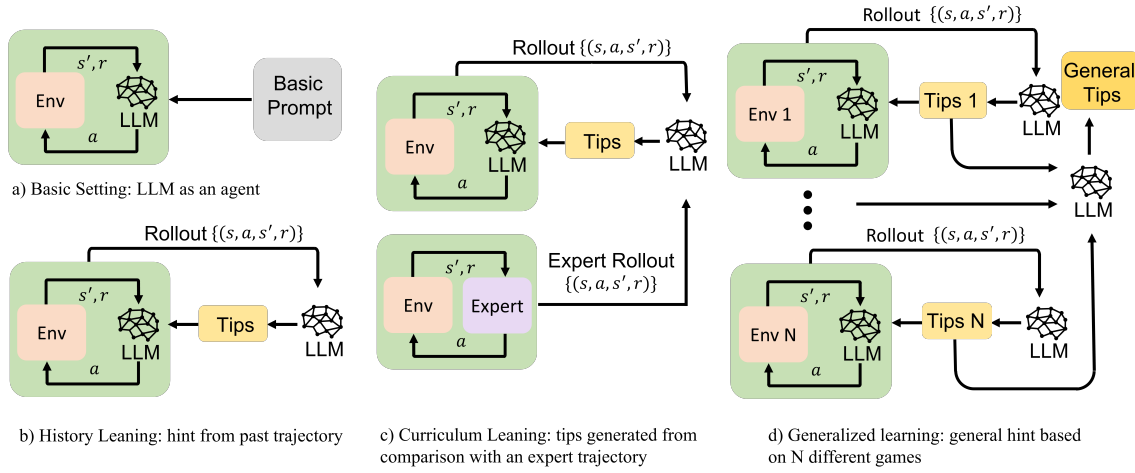 s′, r
Env
LLM
a
Basic
Prompt
a) Basic Setting: LLM as an agent
Rollout {(s, a, s′, r)}
s′, r
Env
LLM
a
Tips
LLM
b) History Leaning: hint from past trajectory
Rollout {(s, a, s′, r)}
s′, r
Env
LLM
a
Tips
LLM
s′, r
Env
Expert
a
Expert Rollout
{(s, a, s′, r)}
c) Curriculum Leaning: tips generated from
comparison with an expert trajectory
Rollout {(s, a, s′, r)}
s′, r
Env 1
LLM
a
Tips 1
LLM
General
Tips
LLM
Rollout {(s, a, s′, r)}
s′, r
Env N
LLM
a
Tips N
LLM
d) Generalized learning: general hint based
on N different games